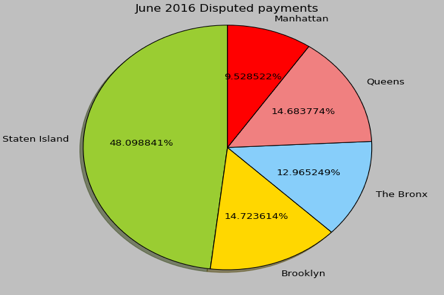 June 2016 Disputed payments
Manhattan
9.528522%
Queens
14.683774%
Staten Island
48.098841%
12.965249%
The Bronx
14.723614%
Brooklyn